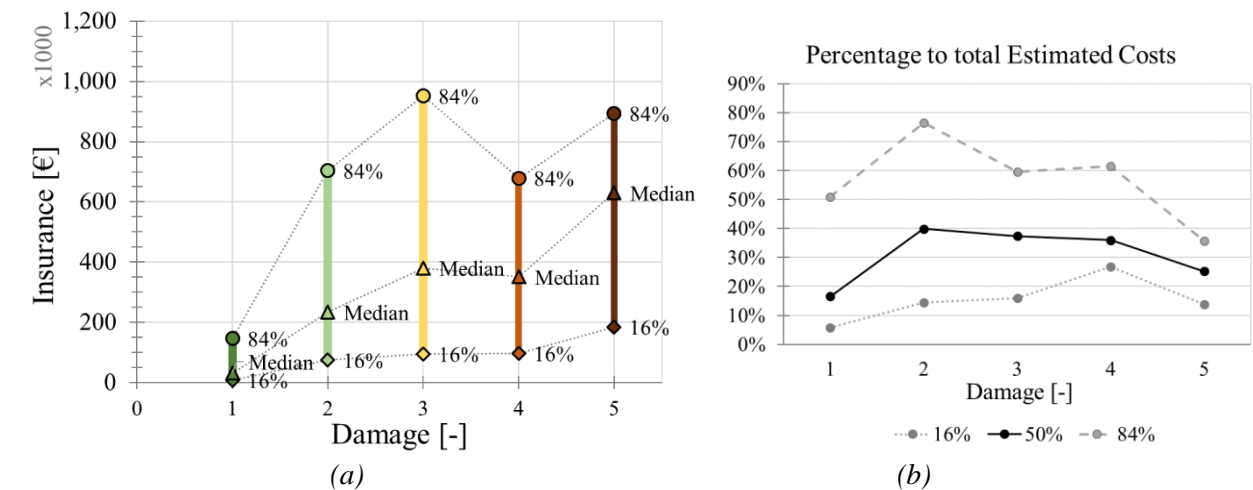 1,200
1,000
800
600
400
200
0
x1000
Insurance [€]
84%
Median
16%
84%
Median
16%
84%
Median
16%
84%
Median
16%
84%
Median
16%
0 1 2 3 4 5
Damage [-]
(a)
Percentage to total Estimated Costs
90%
80%
70%
60%
50%
40%
30%
20%
10%
0%
1 2 3 4 5
Damage [-]
16% 50% 84%
(b)